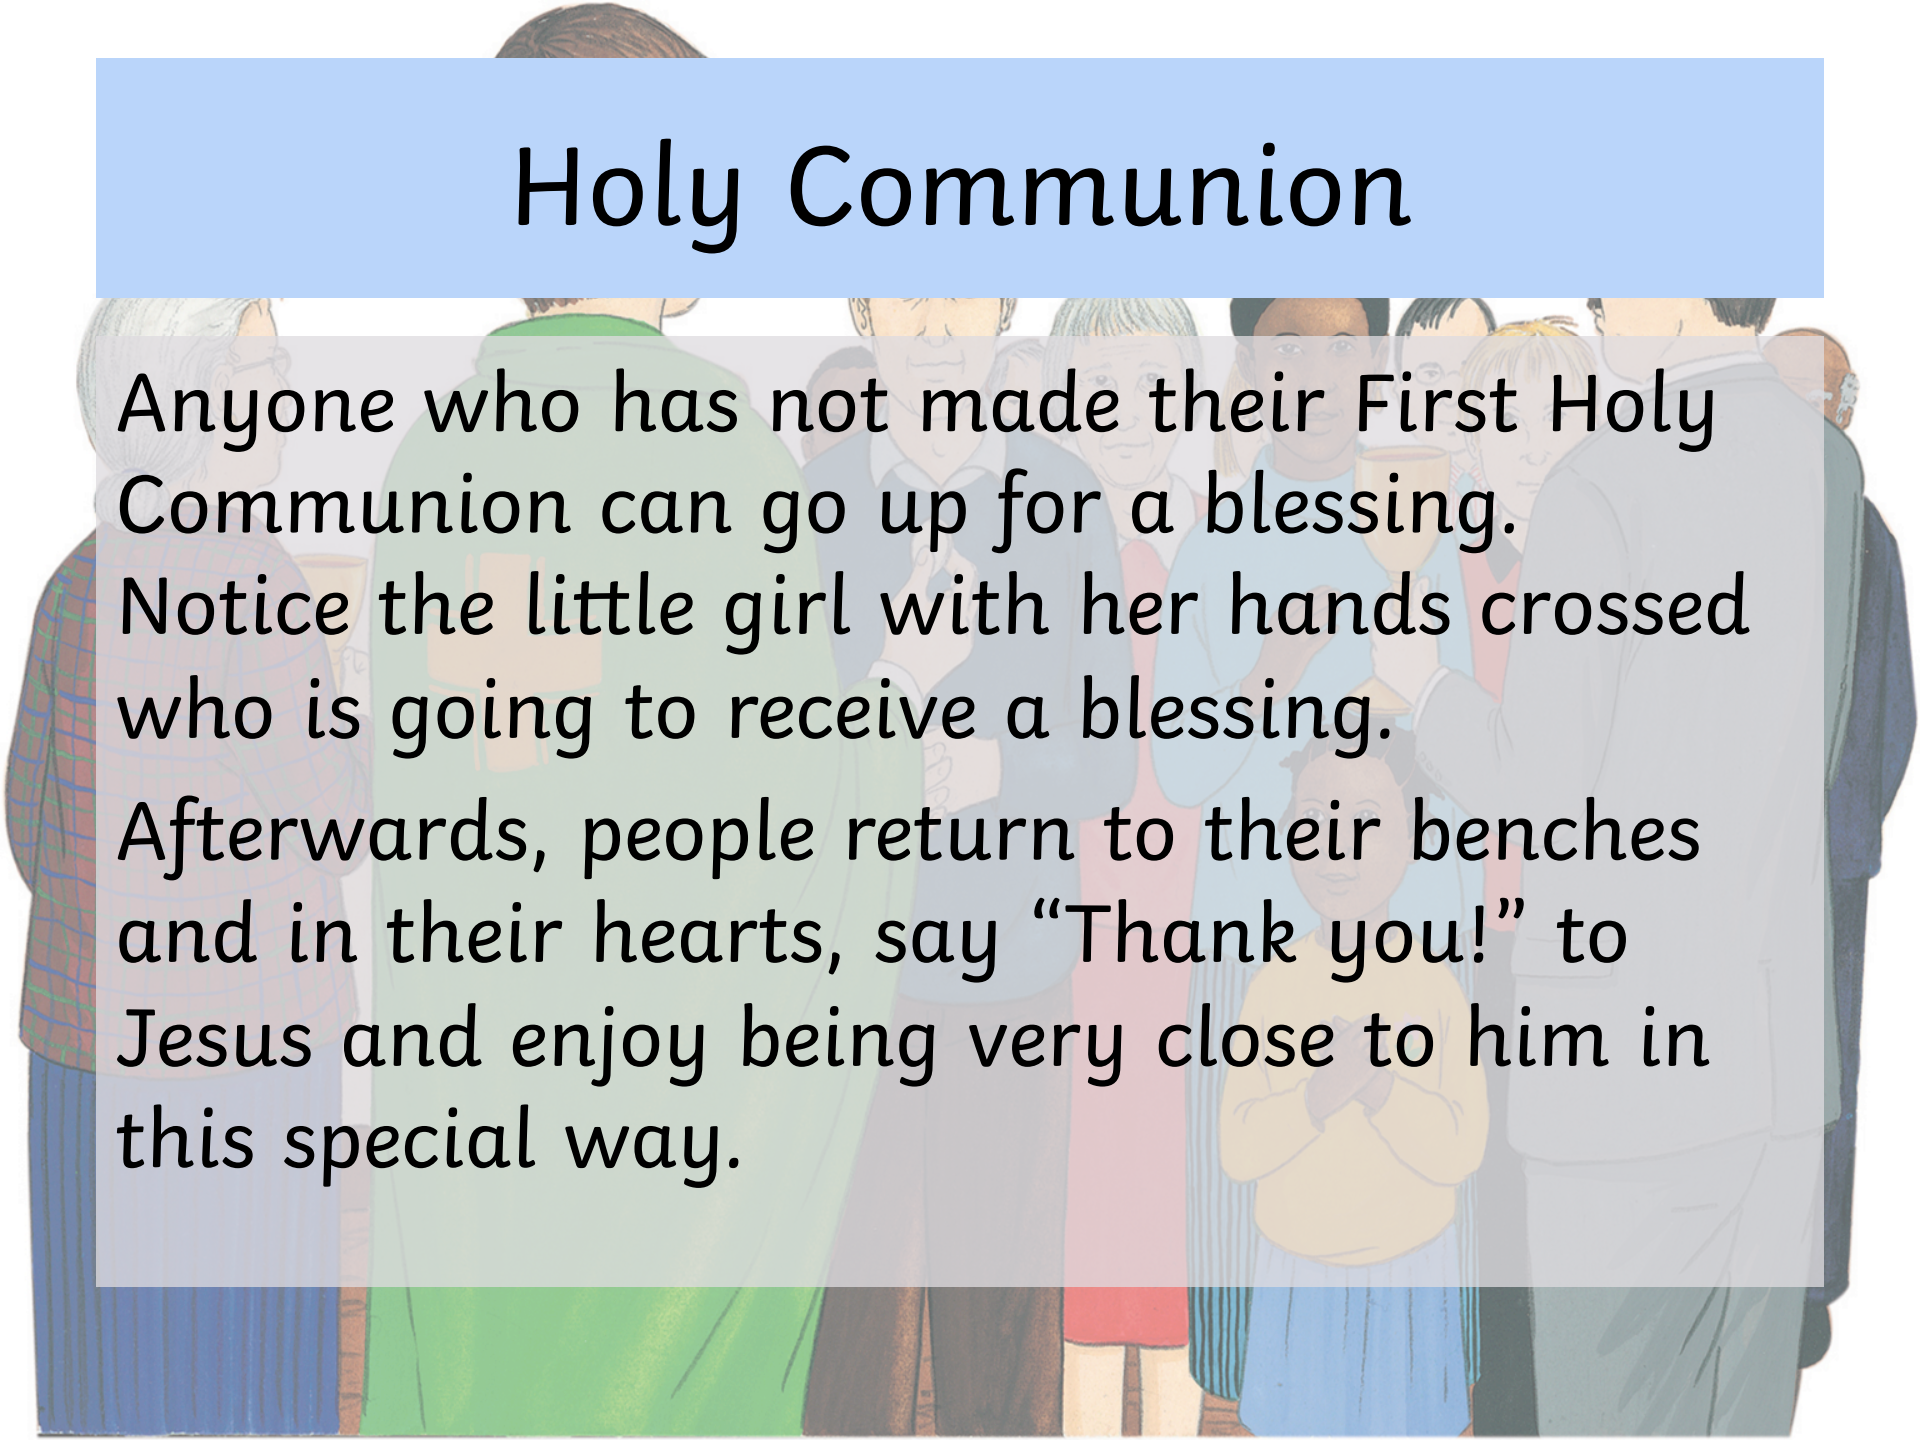 Holy Communion
Anyone who has not made their First Holy
Communion can go up for a blessing.
Notice the little girl with her hands crossed
who is going to receive a blessing.
Afterwards, people return to their benches
and in their hearts, say “Thank you!” to
Jesus and enjoy being very close to him in
this special way.